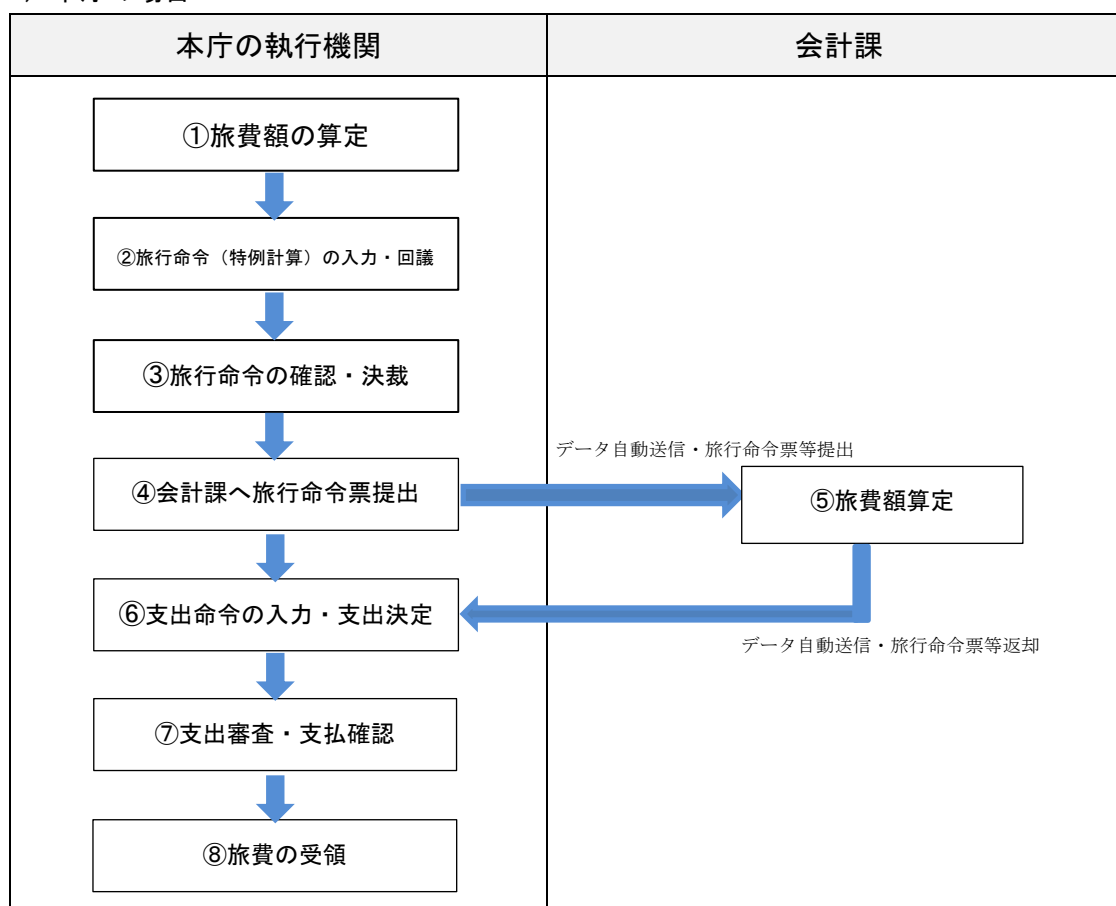 本庁の執行機関
会計課
①旅費額の算定
②旅行命令（特例計算）の入力・回議
③旅行命令の確認・決裁
データ自動送信・旅行命令票等提出
④会計課へ旅行命令票提出
⑤旅費額算定
⑥支出命令の入力・支出決定
データ自動送信・旅行命令票等返却
⑦支出審査・支払確認
⑧旅費の受領